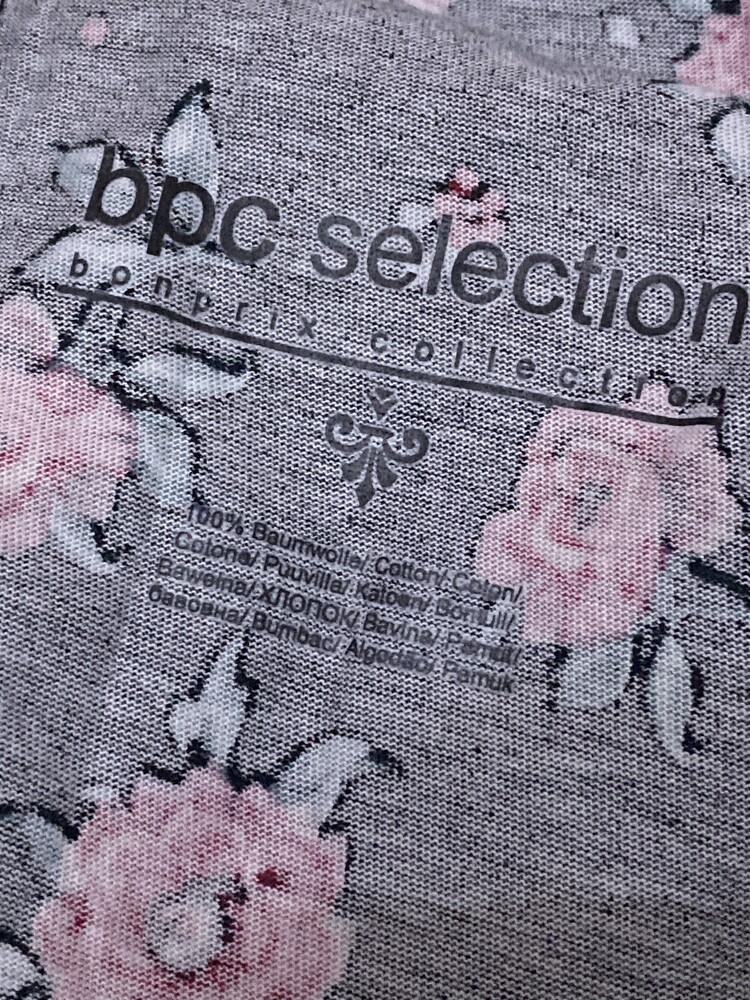 bpc selection
bonprix collection
100% Baumwolle/ Cotton/ Coton/
Cotone/ Puuvilla/ Katoen/ Bomull/
Bawełna/ ХЛОПОК/ Bavlna/ Pamut/
бавовна/ Bumbac/ Algodão/ Pamuk